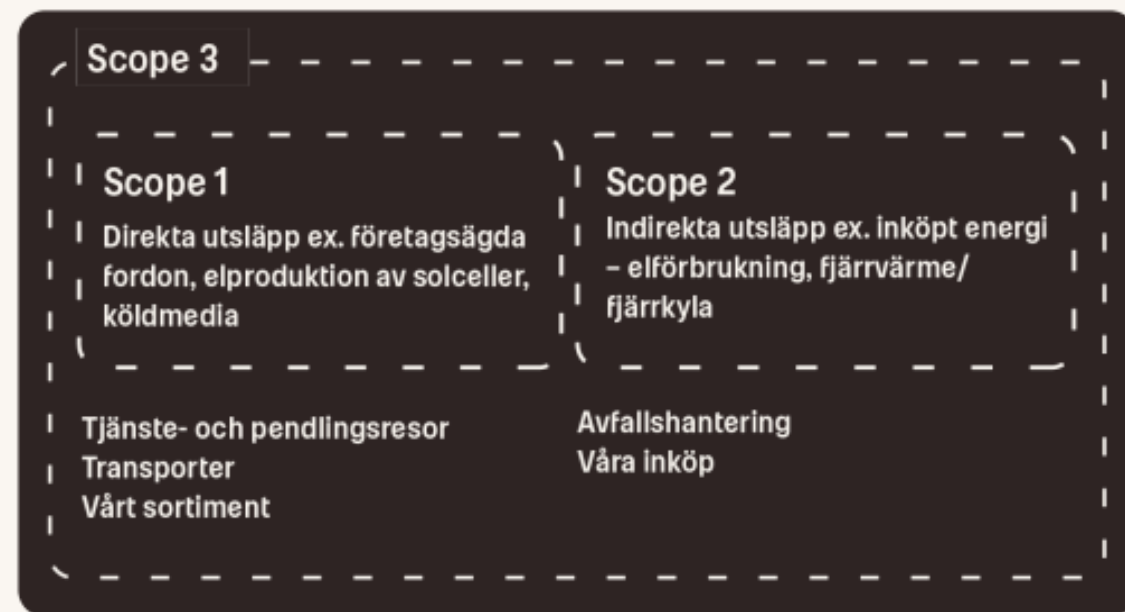 Scope 3
Scope 1
Direkta utsläpp ex. företagsägda
fordon, elproduktion av solceller,
köldmedia
Scope 2
Indirekta utsläpp ex. inköpt energi
– elförbrukning, fjärrvärme/
fjärrkyla
Tjänste- och pendlingsresor
Transporter
Vårt sortiment
Avfallshantering
Våra inköp